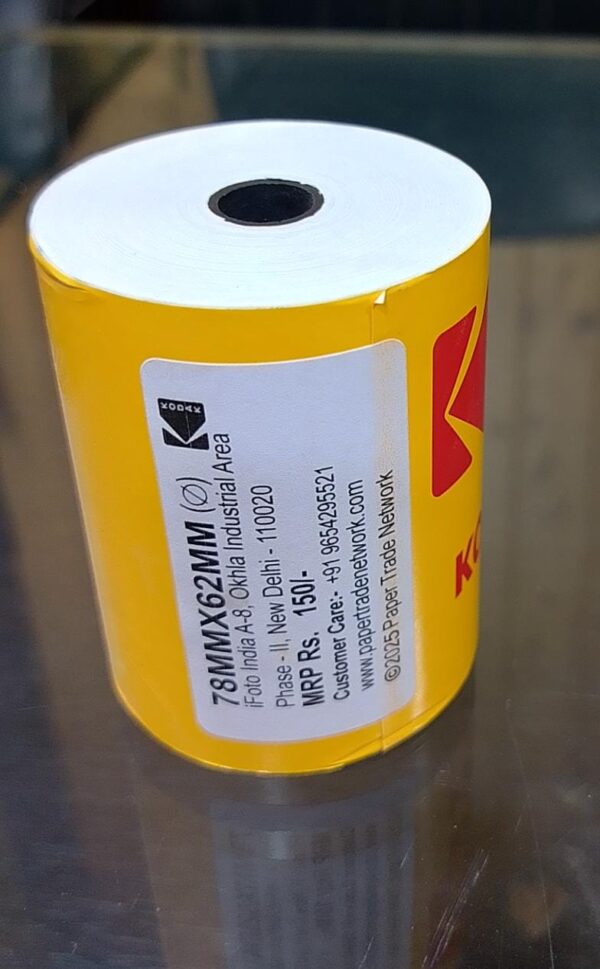 KODAK
78MMX62MM (∅)
iFoto India A-8, Okhla Industrial Area
Phase - II, New Delhi - 110020
MRP Rs. 150/-
Customer Care:- +91 9654295521
www.papertradenetwork.com
©2025 Paper Trade Network